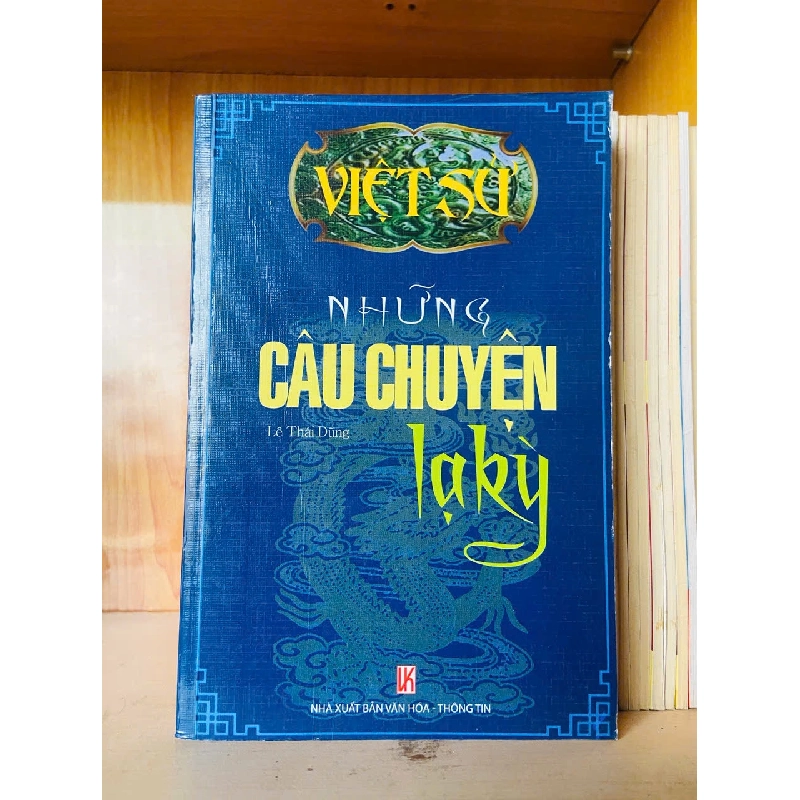 VIỆT SỬ
NHỮNG
CÂU CHUYỆN
Lê Thái Dũng
lạ kỳ
NHÀ XUẤT BẢN VĂN HÓA - THÔNG TIN